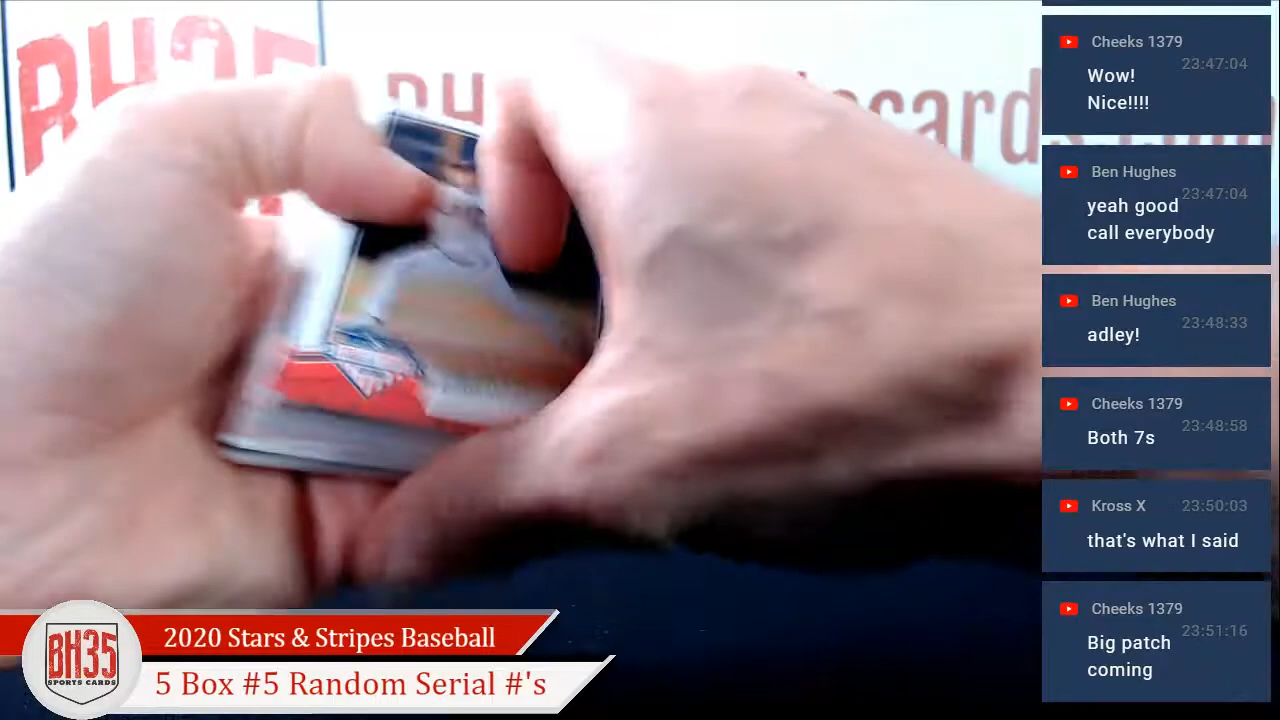 BH35
BH
Cheeks 1379
23:47:04
Wow!
Nice!!!!
Ben Hughes
23:47:04
yeah good
call everybody
Ben Hughes
23:48:33
adley!
Cheeks 1379
23:48:58
Both 7s
Kross X
23:50:03
that's what I said
Cheeks 1379
23:51:16
Big patch
coming
BH35
SPORTS CARDS
2020 Stars & Stripes Baseball
5 Box #5 Random Serial #'s